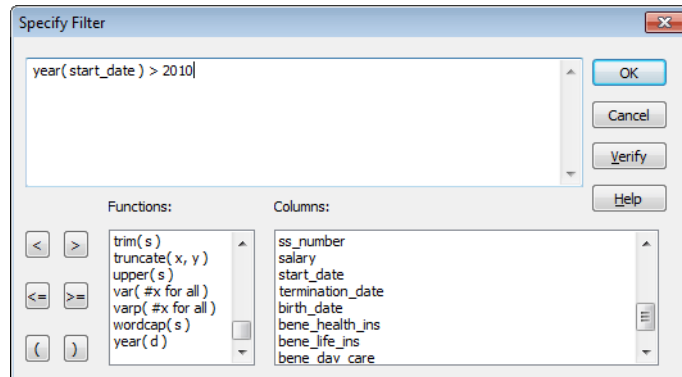 Specify Filter
year( start_date ) > 2010
OK
Cancel
Verify
Help
Functions:
Columns:
<
>
<=
>=
(
)
trim( s )
truncate( x, y )
upper( s )
var( #x for all )
varp( #x for all )
wordcap( s )
year( d )
ss_number
salary
start_date
termination_date
birth_date
bene_health_ins
bene_life_ins
bene_day_care